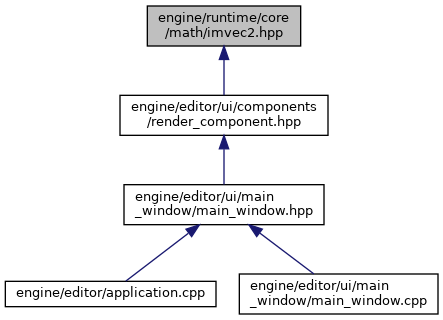 engine/runtime/core
/math/imvec2.hpp
engine/editor/ui/components
/render_component.hpp
engine/editor/ui/main
_window/main_window.hpp
engine/editor/application.cpp
engine/editor/ui/main
_window/main_window.cpp